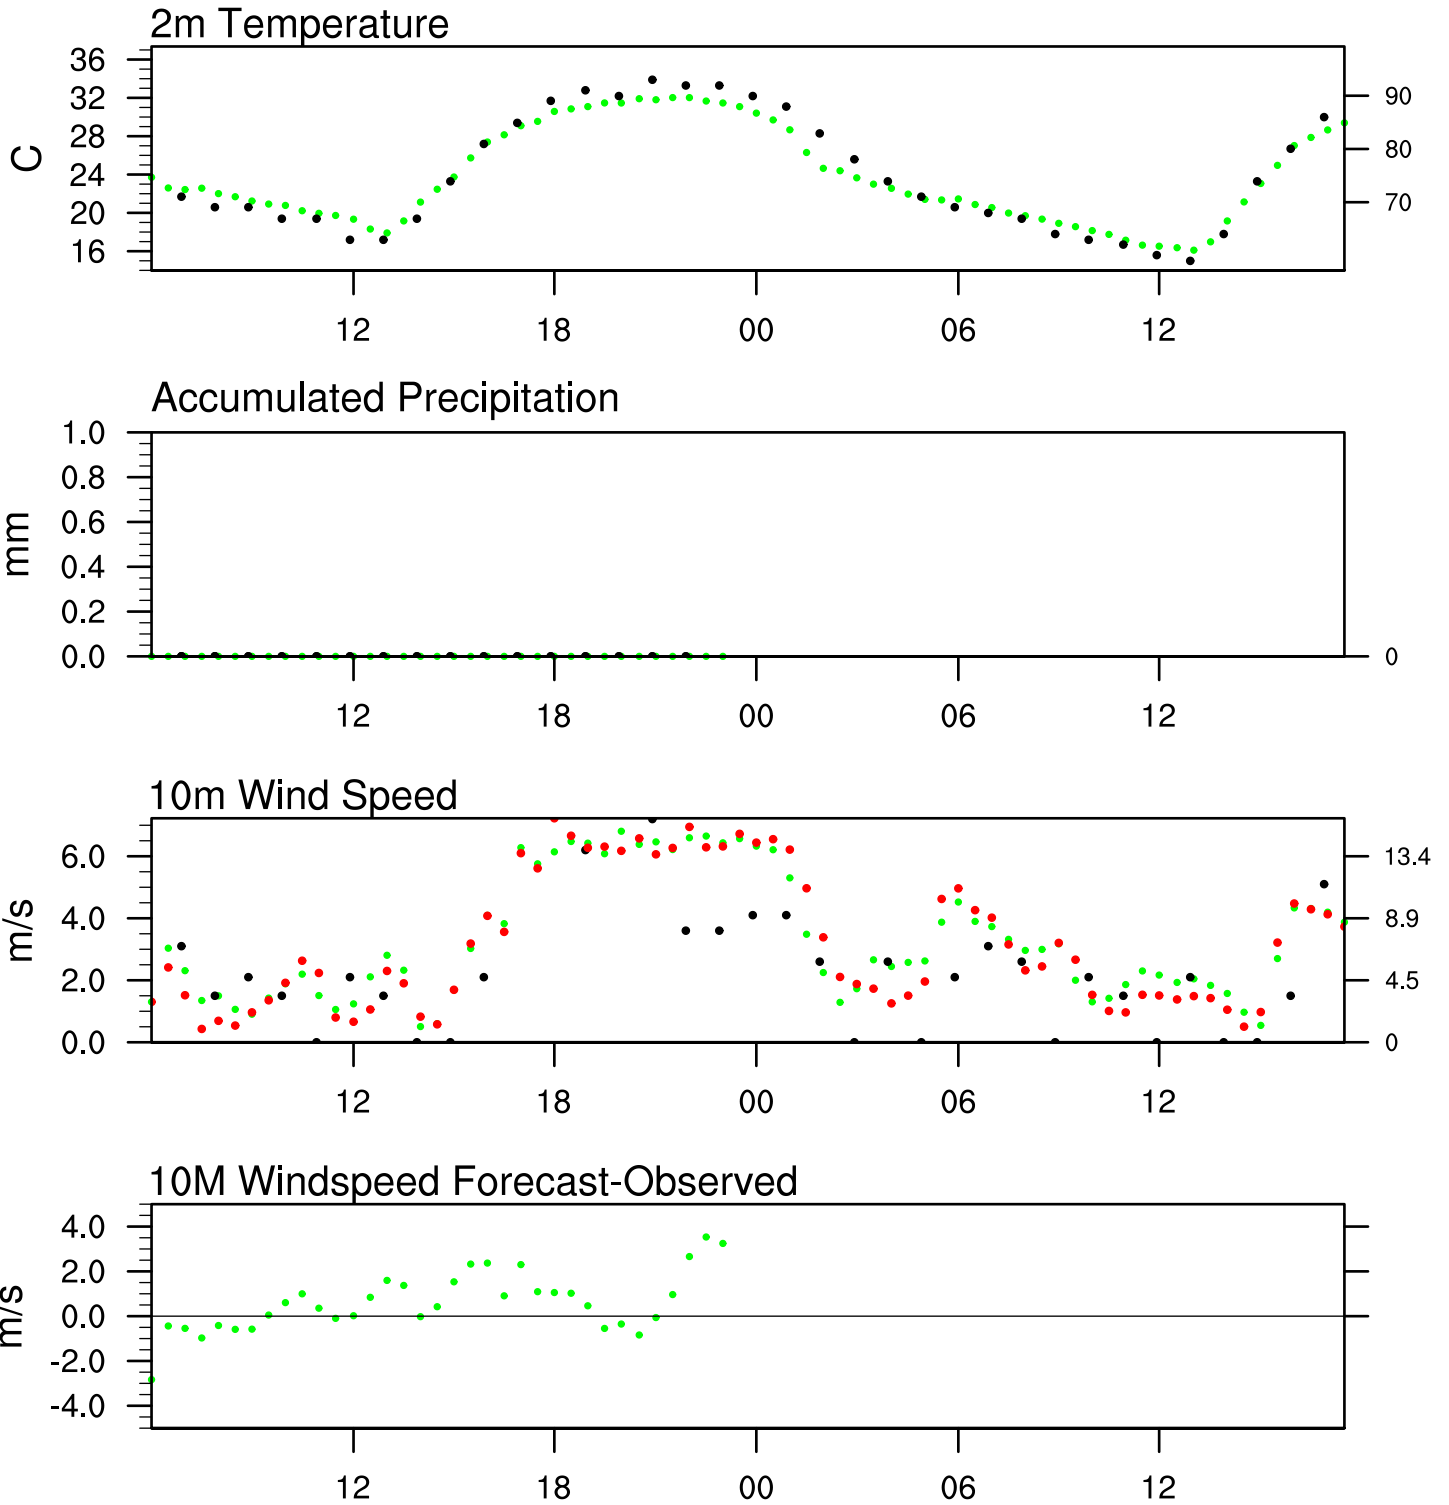 2m Temperature
36
32
28
24
20
16
C
90
80
70
12 18 00 06 12
Accumulated Precipitation
1.0
0.8
0.6
0.4
0.2
0.0
mm
0
12 18 00 06 12
10m Wind Speed
6.0
4.0
2.0
0.0
m/s
13.4
8.9
4.5
0
12 18 00 06 12
10M Windspeed Forecast-Observed
4.0
2.0
0.0
-2.0
-4.0
m/s
12 18 00 06 12